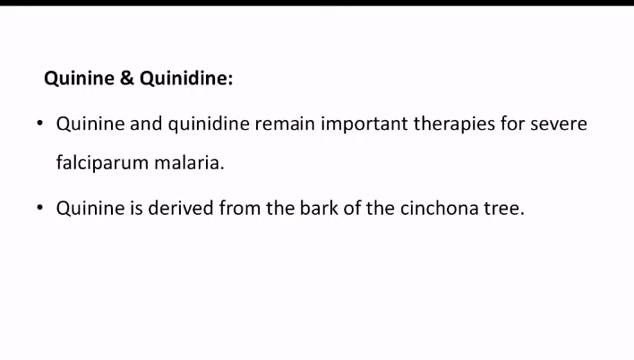 Quinine & Quinidine:
• Quinine and quinidine remain important therapies for severe
falciparum malaria.
• Quinine is derived from the bark of the cinchona tree.